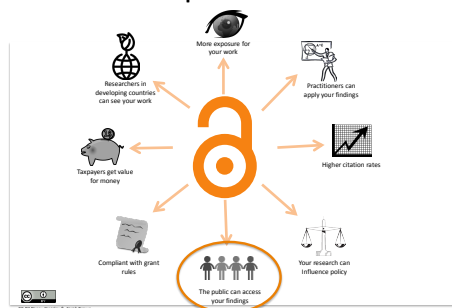 More exposure for
your work
Researchers in
developing countries
can see your work
Practitioners can
apply your findings
Taxpayers get value
for money
Higher citation rates
Compliant with grant
rules
Your research can
Influence policy
The public can access
your findings